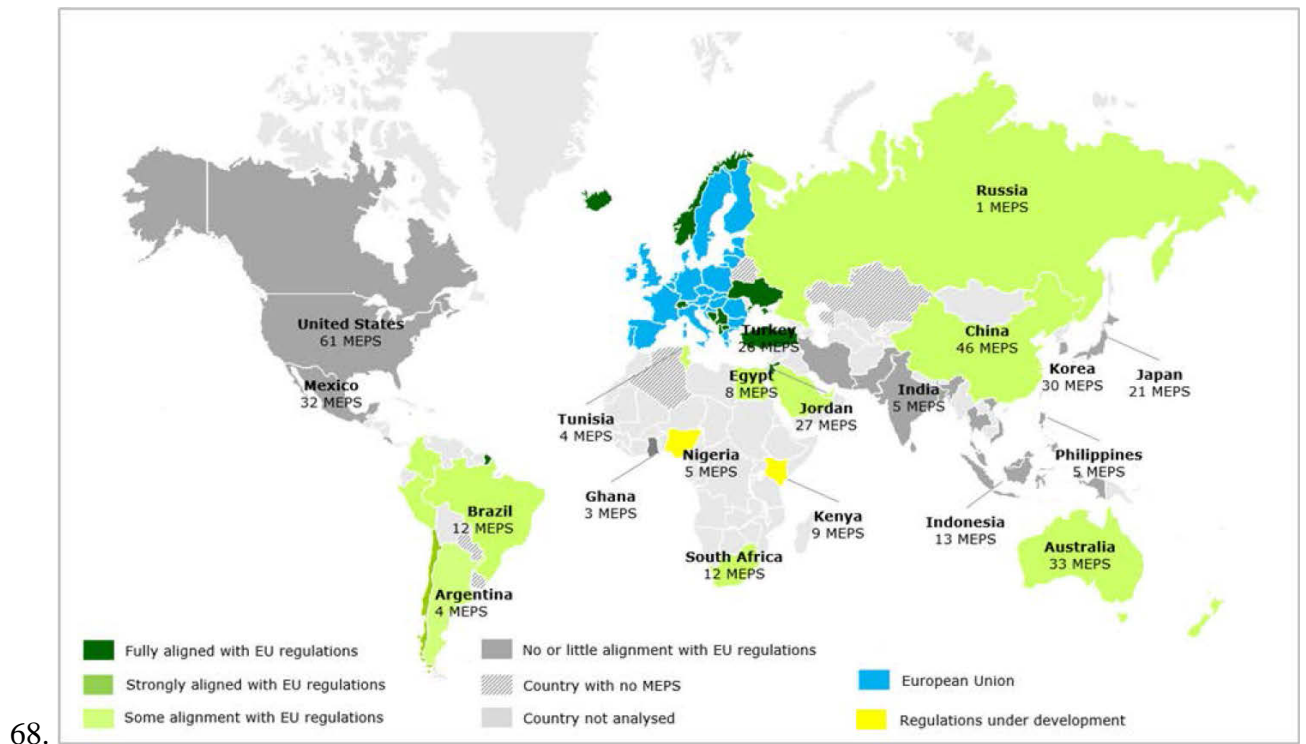 Russia
1 MEPS
United States
61 MEPS
Mexico
32 MEPS
Turkey
26 MEPS
China
46 MEPS
Korea
30 MEPS
Japan
21 MEPS
Egypt
8 MEPS
India
5 MEPS
Jordan
27 MEPS
Tunisia
4 MEPS
Nigeria
5 MEPS
Philippines
5 MEPS
Ghana
3 MEPS
Kenya
9 MEPS
Indonesia
13 MEPS
Brazil
12 MEPS
South Africa
12 MEPS
Australia
33 MEPS
Argentina
4 MEPS
Fully aligned with EU regulations
Strongly aligned with EU regulations
Some alignment with EU regulations
No or little alignment with EU regulations
Country with no MEPS
Country not analysed
European Union
Regulations under development
68.